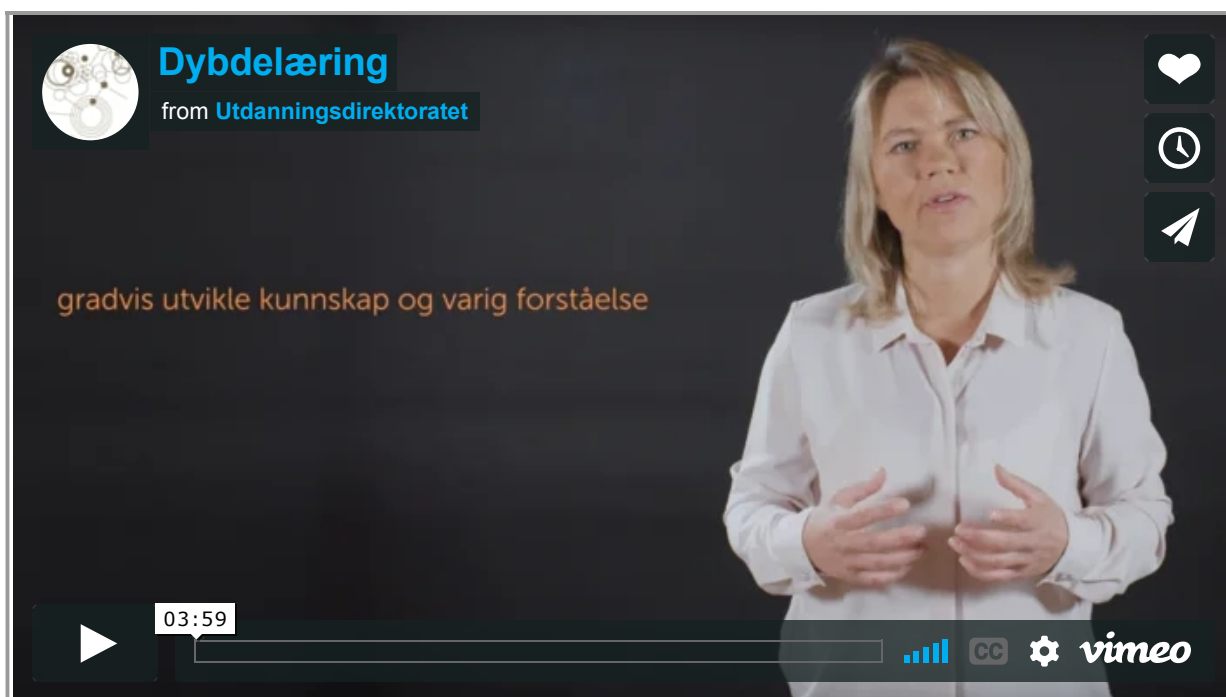 Dybdelæring
from Utdanningsdirektoratet
gradvis utvikle kunnskap og varig forståelse
03:59
CC
vimeo